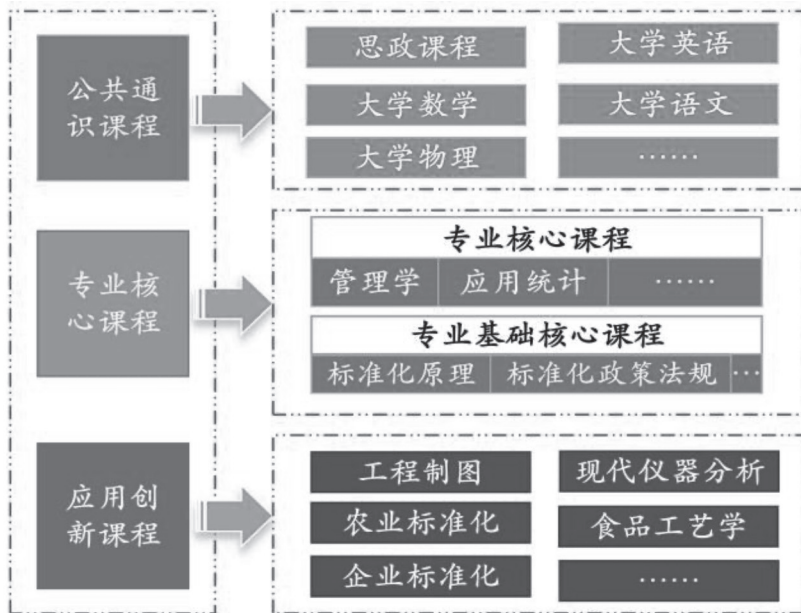 公共通
识课程
思政课程
大学英语
大学数学
大学语文
大学物理
……
专业核
心课程
专业核心课程
管理学
应用统计
……
专业基础核心课程
标准化原理
标准化政策法规
…
应用创
新课程
工程制图
现代仪器分析
农业标准化
食品工艺学
企业标准化
……